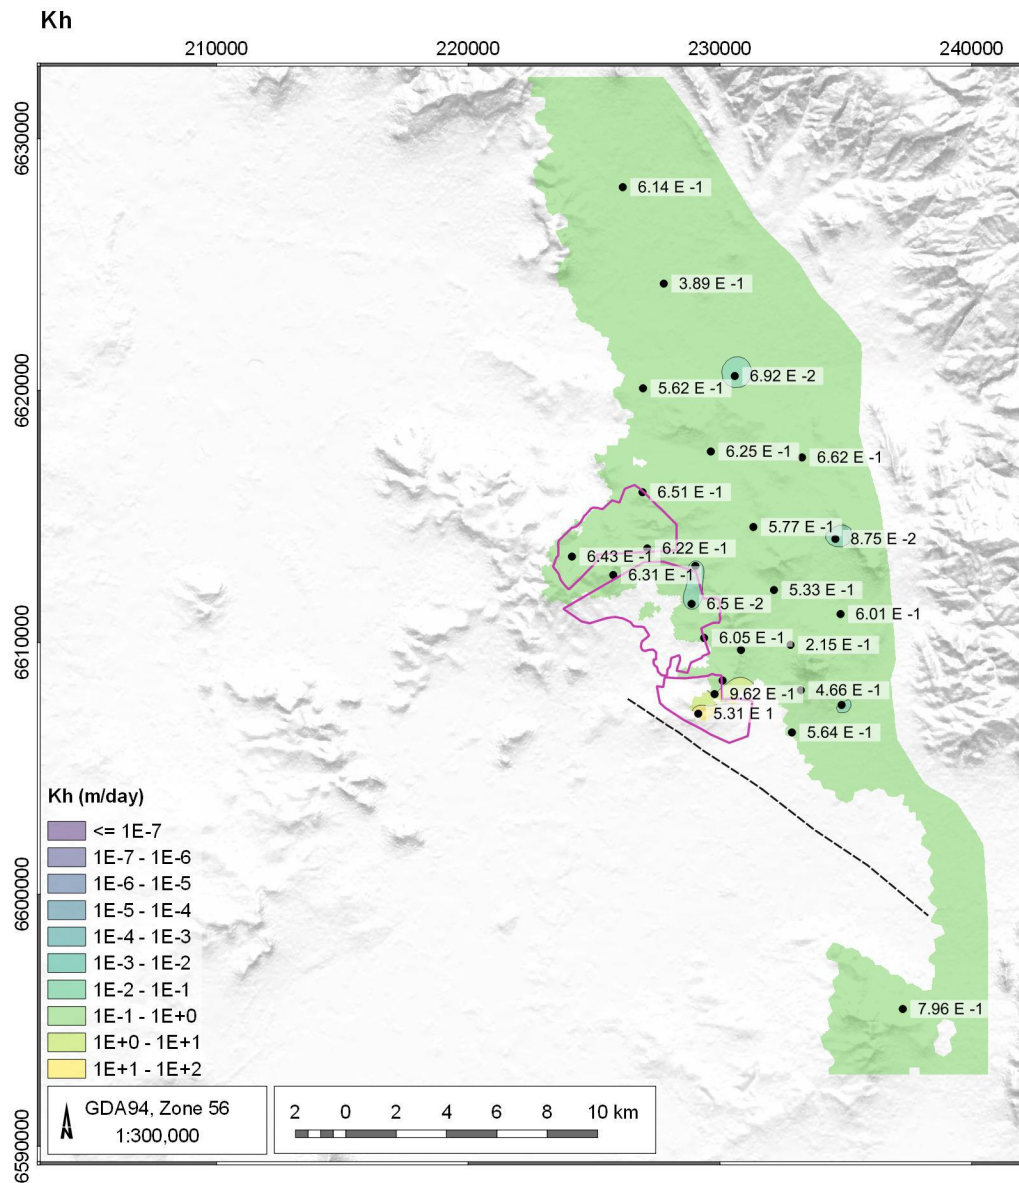 Kh
210000
220000
230000
240000
6630000
6620000
6610000
6600000
6590000
6.14 E -1
3.89 E -1
6.92 E -2
5.62 E -1
6.25 E -1
6.62 E -1
6.51 E -1
5.77 E -1
8.75 E -2
6.22 E -1
6.43 E -1
6.31 E -1
5.33 E -1
6.5 E -2
6.01 E -1
6.05 E -1
2.15 E -1
4.66 E -1
9.62 E -1
5.31 E 1
5.64 E -1
7.96 E -1
Kh (m/day)
<= 1E-7
1E-7 - 1E-6
1E-6 - 1E-5
1E-5 - 1E-4
1E-4 - 1E-3
1E-3 - 1E-2
1E-2 - 1E-1
1E-1 - 1E+0
1E+0 - 1E+1
1E+1 - 1E+2
N
GDA94, Zone 56
1:300,000
2 0 2 4 6 8 10 km